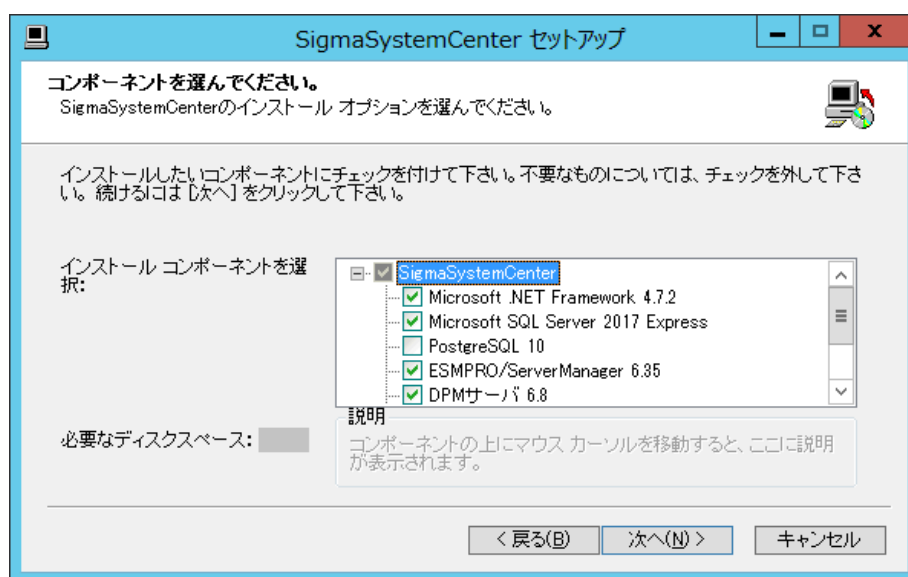 SigmaSystemCenter セットアップ
コンポーネントを選んでください。
SigmaSystemCenterのインストール オプションを選んでください。
インストールしたいコンポーネントにチェックを付けて下さい。不要なものについては、チェックを外して下さ
い。続けるには [次へ] をクリックして下さい。
インストール コンポーネントを選
択:
SigmaSystemCenter
Microsoft .NET Framework 4.7.2
Microsoft SQL Server 2017 Express
PostgreSQL 10
ESMPRO/ServerManager 6.35
DPMサーバ 6.8
必要なディスクスペース:
説明
コンポーネントの上にマウス カーソルを移動すると、ここに説明
が表示されます。
< 戻る(B)
次へ(N) >
キャンセル